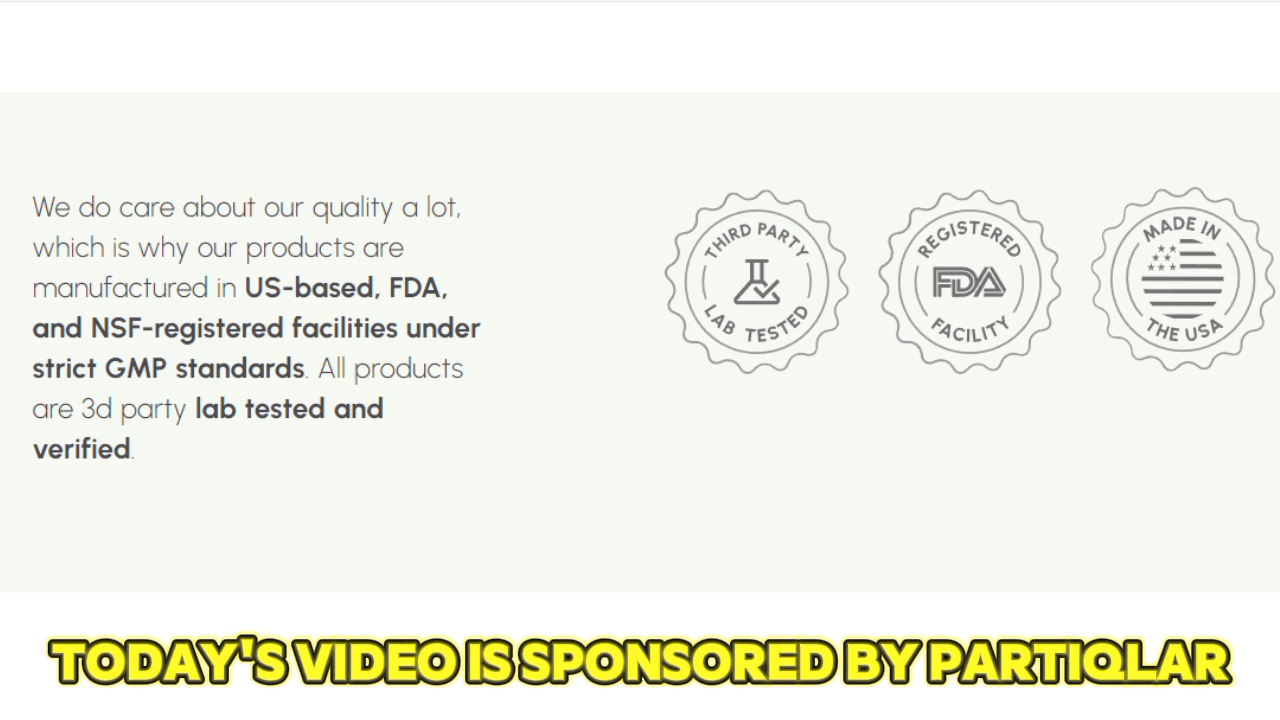 We do care about our quality a lot,
which is why our products are
manufactured in US-based, FDA,
and NSF-registered facilities under
strict GMP standards. All products
are 3d party lab tested and
verified.
THIRD PARTY
LAB TESTED
REGISTERED
FDA
FACILITY
MADE IN
THE USA
TODAY'S VIDEO IS SPONSORED BY PARTIQLAR